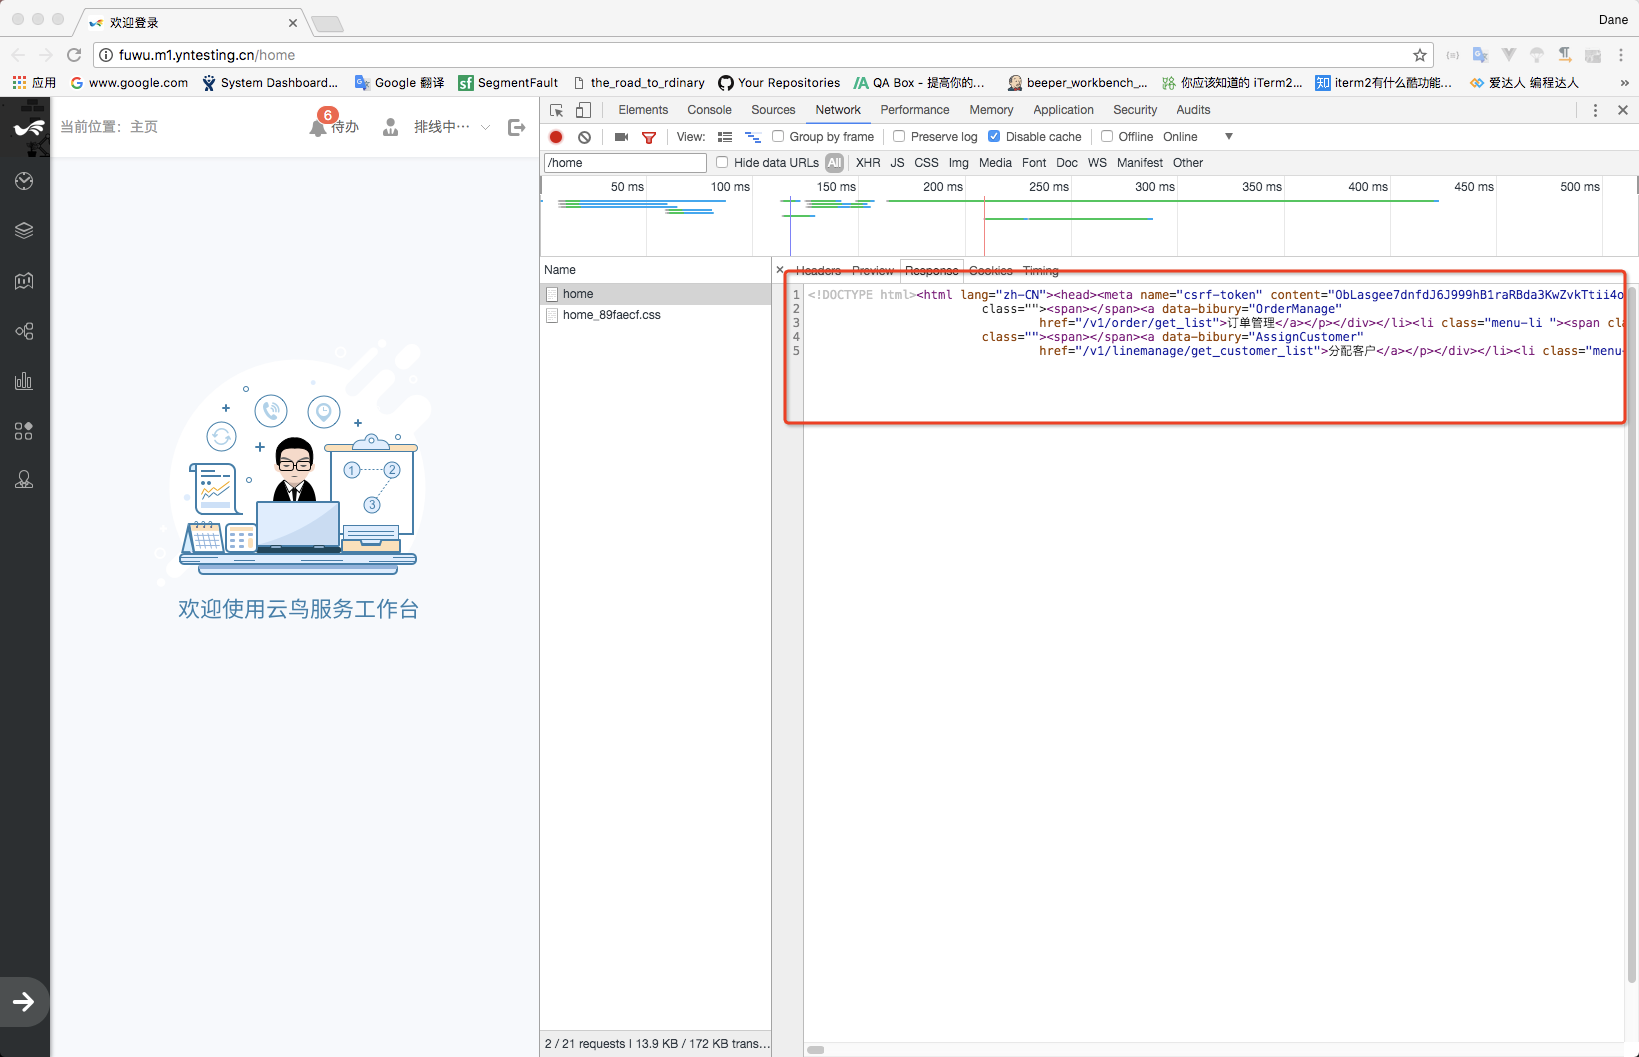 欢迎登录
Dane
fuwu.m1.yntesting.cn/home
应用 www.google.com System Dashboard... Google 翻译 SegmentFault the_road_to_rdinary Your Repositories QA Box - 提高你的... beeper_workbench_... 你应该知道的 iTerm2... iterm2有什么酷功能... 爱达人 编程达人 »
当前位置：主页
6
待办
排线中···
Elements Console Sources Network Performance Memory Application Security Audits
View: Group by frame Preserve log Disable cache Offline Online
/home
Hide data URLs All XHR JS CSS Img Media Font Doc WS Manifest Other
50 ms 100 ms 150 ms 200 ms 250 ms 300 ms 350 ms 400 ms 450 ms 500 ms
Name
Headers Preview Response Cookies Timing
home
home_89faecf.css
1 <!DOCTYPE html><html lang="zh-CN"><head><meta name="csrf-token" content="ObLasgee7dnfdJ6J999hB1raRBda3KwZvkTtii4o
2 class=""><span></span><a data-bibury="OrderManage"
3 href="/v1/order/get_list">订单管理</a></p></div></li><li class="menu-li "><span cla
4 class=""><span></span><a data-bibury="AssignCustomer"
5 href="/v1/linemanage/get_customer_list">分配客户</a></p></div></li><li class="menu-
1
2
3
欢迎使用云鸟服务工作台
2 / 21 requests | 13.9 KB / 172 KB trans...